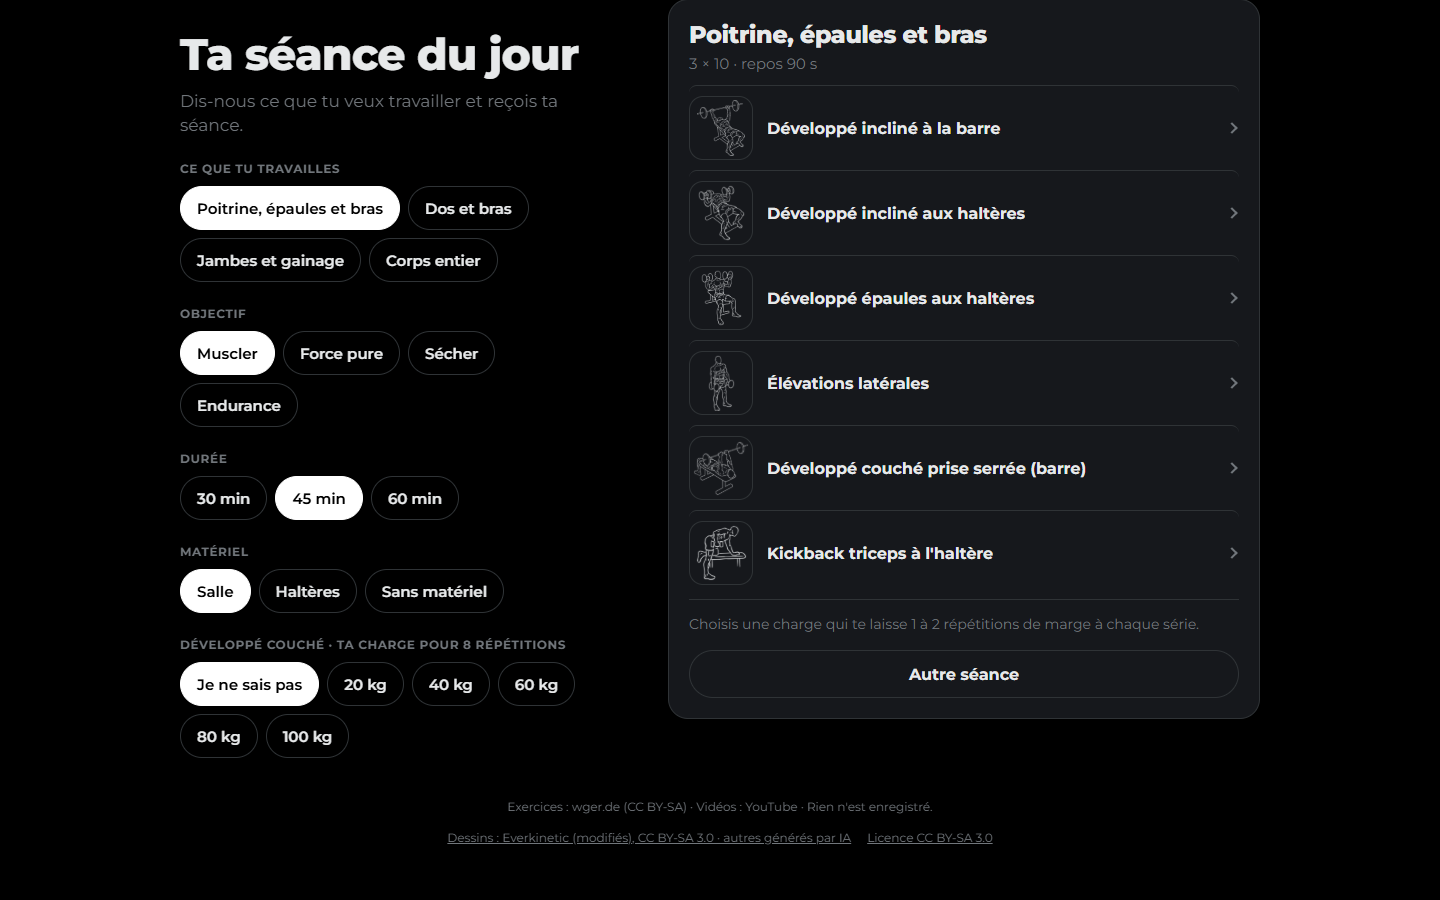 Ta séance du jour
Dis-nous ce que tu veux travailler et reçois ta
séance.
CE QUE TU TRAVAILLES
Poitrine, épaules et bras
Dos et bras
Jambes et gainage
Corps entier
OBJECTIF
Muscler
Force pure
Sécher
Endurance
DURÉE
30 min
45 min
60 min
MATÉRIEL
Salle
Haltères
Sans matériel
DÉVELOPPÉ COUCHÉ · TA CHARGE POUR 8 RÉPÉTITIONS
Je ne sais pas
20 kg
40 kg
60 kg
80 kg
100 kg
Poitrine, épaules et bras
3 × 10 · repos 90 s
Développé incliné à la barre
Développé incliné aux haltères
Développé épaules aux haltères
Élévations latérales
Développé couché prise serrée (barre)
Kickback triceps à l'haltère
Choisis une charge qui te laisse 1 à 2 répétitions de marge à chaque série.
Autre séance
Exercices : wger.de (CC BY-SA) · Vidéos : YouTube · Rien n'est enregistré.
Dessins : Everkinetic (modifiés), CC BY-SA 3.0 · autres générés par IA
Licence CC BY-SA 3.0